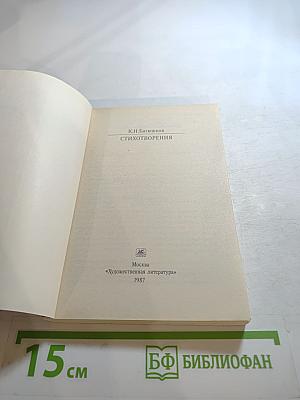 К.Н.Батюшков
СТИХОТВОРЕНИЯ
Москва
«Художественная литература»
1987
15 см
БФ БИБЛИОФАН